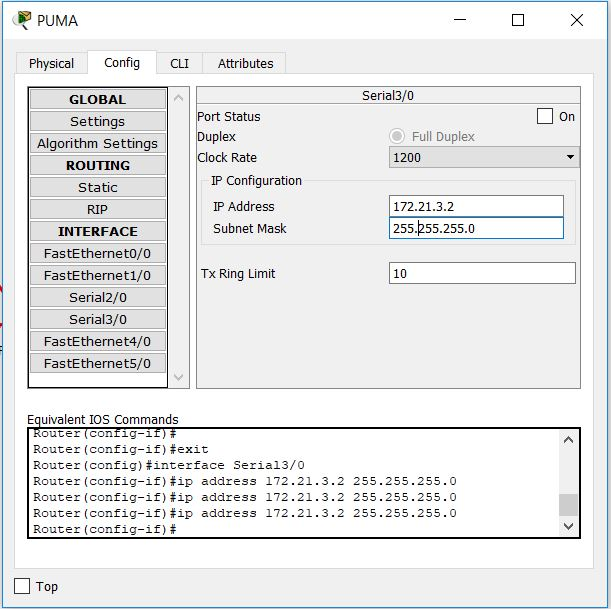 PUMA
Physical Config CLI Attributes
GLOBAL
Settings
Algorithm Settings
ROUTING
Static
RIP
INTERFACE
FastEthernet0/0
FastEthernet1/0
Serial2/0
Serial3/0
FastEthernet4/0
FastEthernet5/0
Serial3/0
Port Status On
Duplex Full Duplex
Clock Rate 1200
IP Configuration
IP Address 172.21.3.2
Subnet Mask 255.255.255.0
Tx Ring Limit 10
Equivalent IOS Commands
Router(config-if)#
Router(config-if)#exit
Router(config)#interface Serial3/0
Router(config-if)#ip address 172.21.3.2 255.255.255.0
Router(config-if)#ip address 172.21.3.2 255.255.255.0
Router(config-if)#ip address 172.21.3.2 255.255.255.0
Router(config-if)#
Top